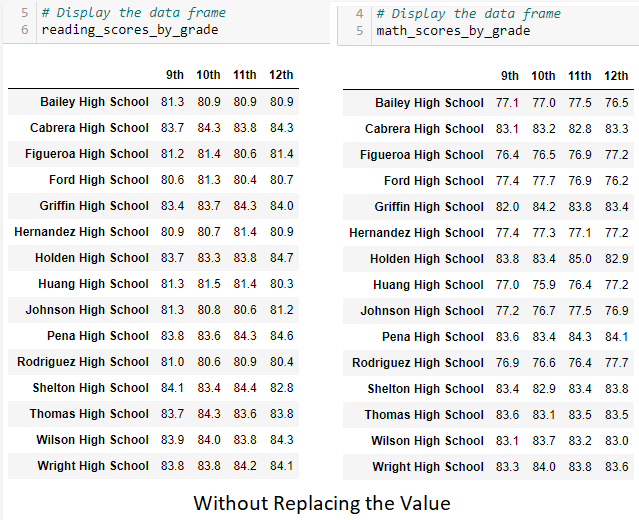 5 # Display the data frame
6 reading_scores_by_grade
9th 10th 11th 12th
Bailey High School 81.3 80.9 80.9 80.9
Cabrera High School 83.7 84.3 83.8 84.3
Figueroa High School 81.2 81.4 80.6 81.4
Ford High School 80.6 81.3 80.4 80.7
Griffin High School 83.4 83.7 84.3 84.0
Hernandez High School 80.9 80.7 81.4 80.9
Holden High School 83.7 83.3 83.8 84.7
Huang High School 81.3 81.5 81.4 80.3
Johnson High School 81.3 80.8 80.6 81.2
Pena High School 83.8 83.6 84.3 84.6
Rodriguez High School 81.0 80.6 80.9 80.4
Shelton High School 84.1 83.4 84.4 82.8
Thomas High School 83.7 84.3 83.6 83.8
Wilson High School 83.9 84.0 83.8 84.3
Wright High School 83.8 83.8 84.2 84.1
4 # Display the data frame
5 math_scores_by_grade
9th 10th 11th 12th
Bailey High School 77.1 77.0 77.5 76.5
Cabrera High School 83.1 83.2 82.8 83.3
Figueroa High School 76.4 76.5 76.9 77.2
Ford High School 77.4 77.7 76.9 76.2
Griffin High School 82.0 84.2 83.8 83.4
Hernandez High School 77.4 77.3 77.1 77.2
Holden High School 83.8 83.4 85.0 82.9
Huang High School 77.0 75.9 76.4 77.2
Johnson High School 77.2 76.7 77.5 76.9
Pena High School 83.6 83.4 84.3 84.1
Rodriguez High School 76.9 76.6 76.4 77.7
Shelton High School 83.4 82.9 83.4 83.8
Thomas High School 83.6 83.1 83.5 83.5
Wilson High School 83.1 83.7 83.2 83.0
Wright High School 83.3 84.0 83.8 83.6
Without Replacing the Value